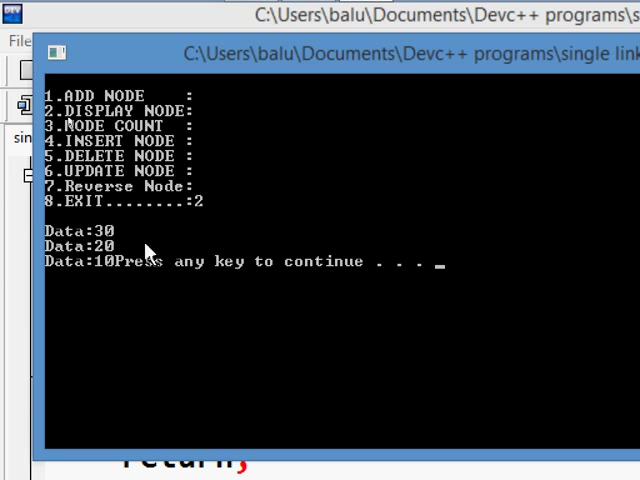 C:\Users\balu\Documents\Devc++ programs\s
File
C:\Users\balu\Documents\Devc++ programs\single link
sin
1.ADD NODE    :
2.DISPLAY NODE:
3.NODE COUNT  :
4.INSERT NODE :
5.DELETE NODE :
6.UPDATE NODE :
7.Reverse Node:
8.EXIT........:2
Data:30
Data:20
Data:10Press any key to continue . . . _
return;